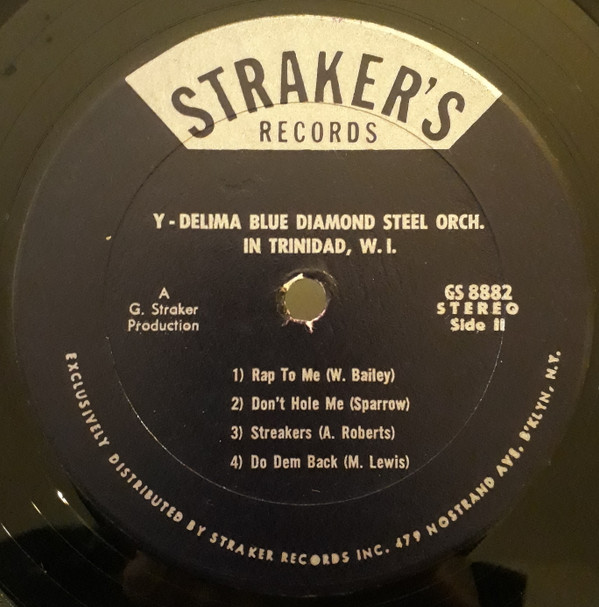 STRAKER'S
RECORDS
Y-DELIMA BLUE DIAMOND STEEL ORCH.
IN TRINIDAD, W.I.
A
G. Straker
Production
GS 8882
STEREO
Side II
1) Rap To Me (W. Bailey)
2) Don't Hole Me (Sparrow)
3) Streakers (A. Roberts)
4) Do Dem Back (M. Lewis)
EXCLUSIVELY DISTRIBUTED BY STRAKER RECORDS INC. 479 NOSTRAND AVE. B'KLYN, N.Y.